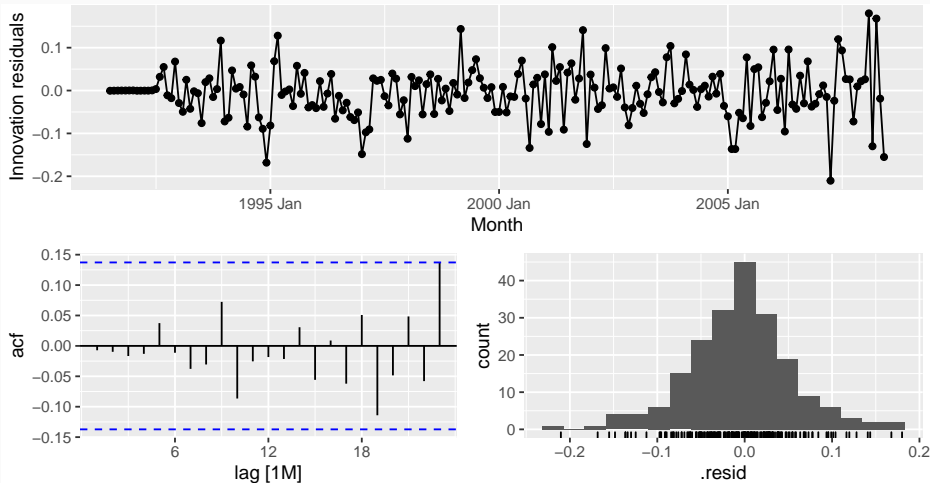 Innovation residuals
0.1
0.0
−0.1
−0.2
1995 Jan
2000 Jan
2005 Jan
Month
acf
0.15
0.10
0.05
0.00
−0.05
−0.10
−0.15
6
12
18
lag [1M]
count
40
30
20
10
0
−0.2
−0.1
0.0
0.1
0.2
.resid